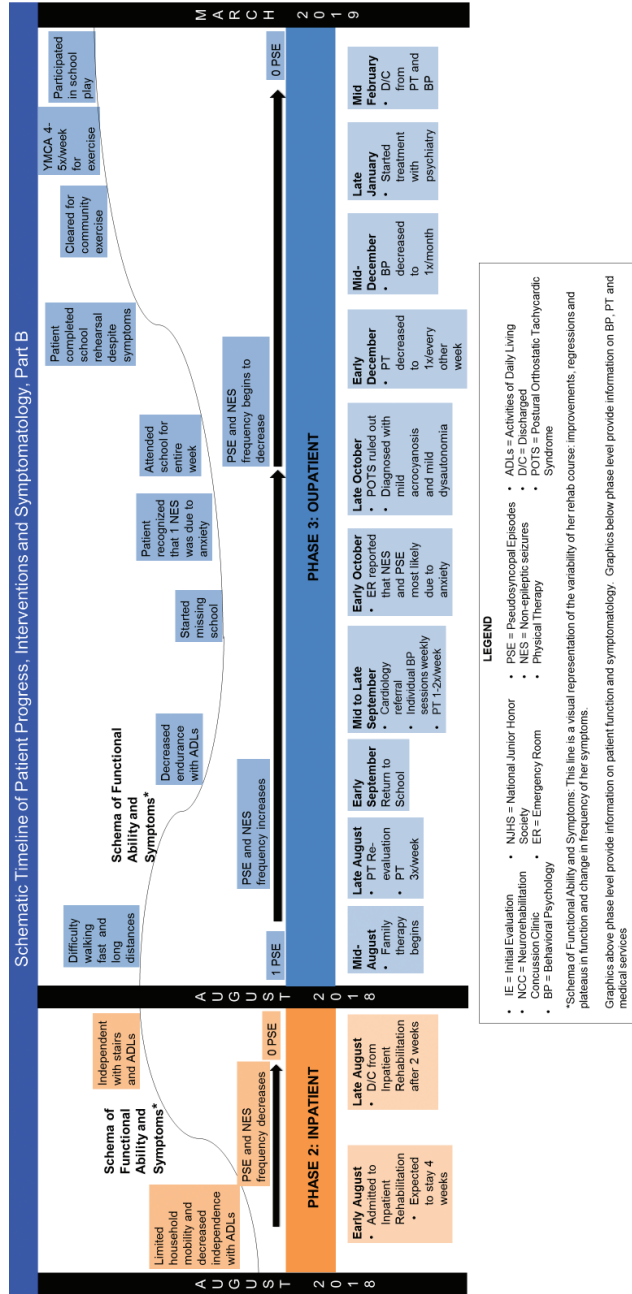 Schematic Timeline of Patient Progress, Interventions and Symptomatology, Part B
AUGUST 2018
Limited
household
mobility and
decreased
independence
with ADLs
Schema of
Functional
Ability and
Symptoms*
Independent
with stairs
and ADLs
PSE and NES
frequency decreases
0 PSE
PHASE 2: INPATIENT
Early August
• Admitted to
Inpatient
Rehabilitation
• Expected
to stay 4
weeks
Late August
• D/C from
Inpatient
Rehabilitation
after 2 weeks
AUGUST 2018
Difficulty
walking
fast and
long
distances
Schema of Functional
Ability and
Symptoms*
Decreased
endurance
with ADLs
Started
missing
school
Patient
recognized
that 1 NES
was due to
anxiety
Attended
school for
entire
week
Patient
completed
school
rehearsal
despite
symptoms
Cleared for
community
exercise
YMCA 4-
5x/week
for
exercise
Participated
in school
play
1 PSE
PSE and NES
frequency increases
PSE and NES
frequency begins to
decrease
0 PSE
PHASE 3: OUPATIENT
Mid-
August
• Family
therapy
begins
Late August
• PT Re-
evaluation
• PT
3x/week
Early
September
• Return to
School
Mid to Late
September
• Cardiology
referral
• Individual BP
sessions weekly
• PT 1-2x/week
Early October
• ER reported
that NES
and PSE
most likely
due to
anxiety
Late October
• POTS ruled out
• Diagnosed with
mild
acrocyanosis
and mild
dysautonomia
Early
December
• PT
decreased
to
1x/every
other
week
Mid-
December
• BP
decreased
to
1x/month
Late
January
• Started
treatment
with
psychiatry
Mid
February
• D/C
from
PT and
BP
MARCH 2019
LEGEND
• IE = Initial Evaluation
• NCC = Neurorehabilitation
Concussion Clinic
• BP = Behavioral Psychology
• NJHS = National Junior Honor
Society
• ER = Emergency Room
• PSE = Pseudosyncopal Episodes
• NES = Non-epileptic seizures
• PT = Physical Therapy
• ADLs = Activities of Daily Living
• D/C = Discharged
• POTS = Postural Orthostatic Tachycardic
Syndrome
*Schema of Functional Ability and Symptoms: This line is a visual representation of the variability of her rehab course: improvements, regressions and
plateaus in function and change in frequency of her symptoms.
Graphics above phase level provide information on patient function and symptomatology. Graphics below phase level provide information on BP, PT and
medical services